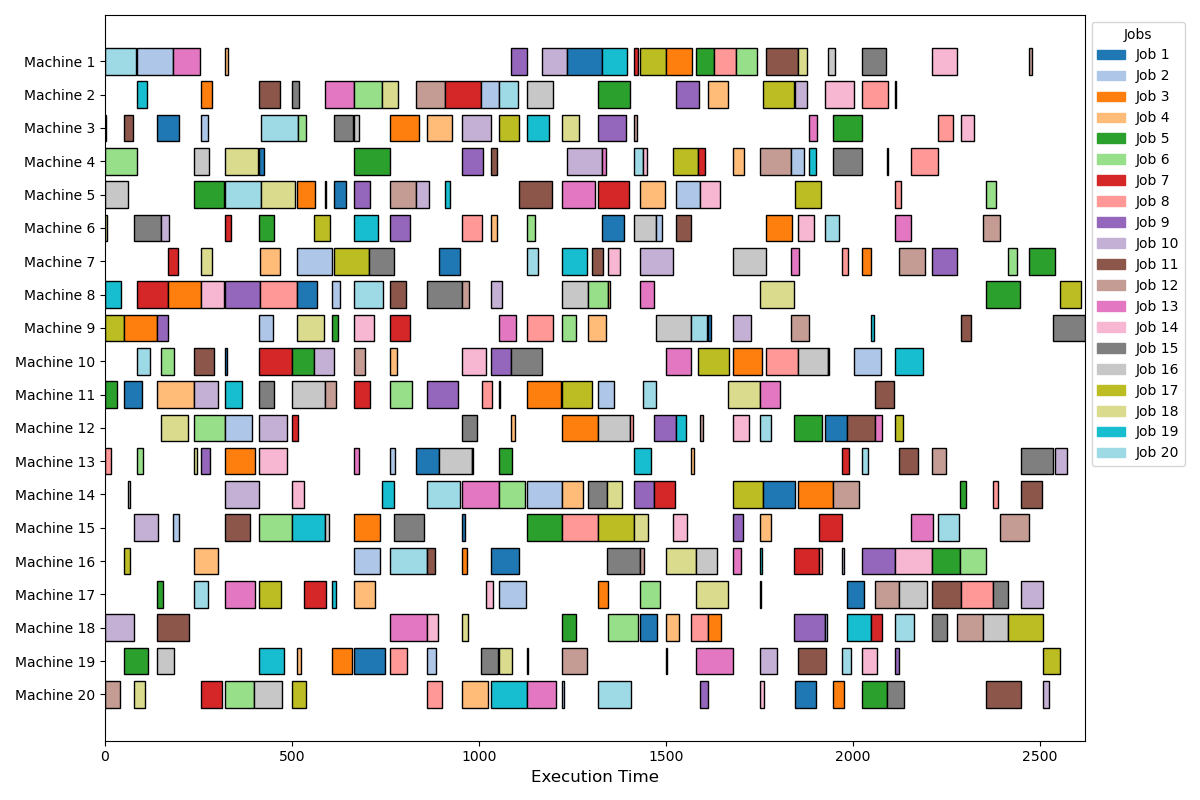 Machine 1
Machine 2
Machine 3
Machine 4
Machine 5
Machine 6
Machine 7
Machine 8
Machine 9
Machine 10
Machine 11
Machine 12
Machine 13
Machine 14
Machine 15
Machine 16
Machine 17
Machine 18
Machine 19
Machine 20
0 500 1000 1500 2000 2500
Execution Time
Jobs
Job 1
Job 2
Job 3
Job 4
Job 5
Job 6
Job 7
Job 8
Job 9
Job 10
Job 11
Job 12
Job 13
Job 14
Job 15
Job 16
Job 17
Job 18
Job 19
Job 20